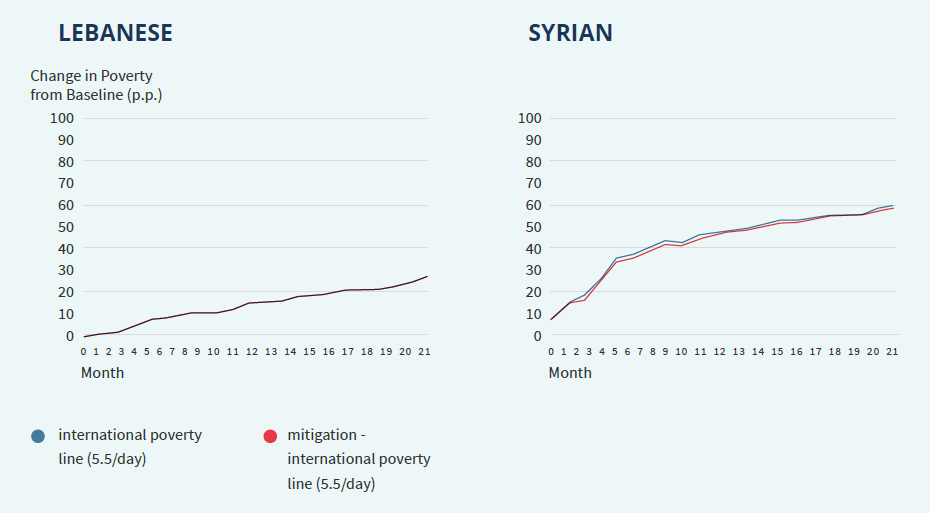 LEBANESE
Change in Poverty
from Baseline (p.p.)
100
90
80
70
60
50
40
30
20
10
0
0 1 2 3 4 5 6 7 8 9 10 11 12 13 14 15 16 17 18 19 20 21
Month
SYRIAN
100
90
80
70
60
50
40
30
20
10
0
0 1 2 3 4 5 6 7 8 9 10 11 12 13 14 15 16 17 18 19 20 21
Month
international poverty
line (5.5/day)
mitigation -
international poverty
line (5.5/day)